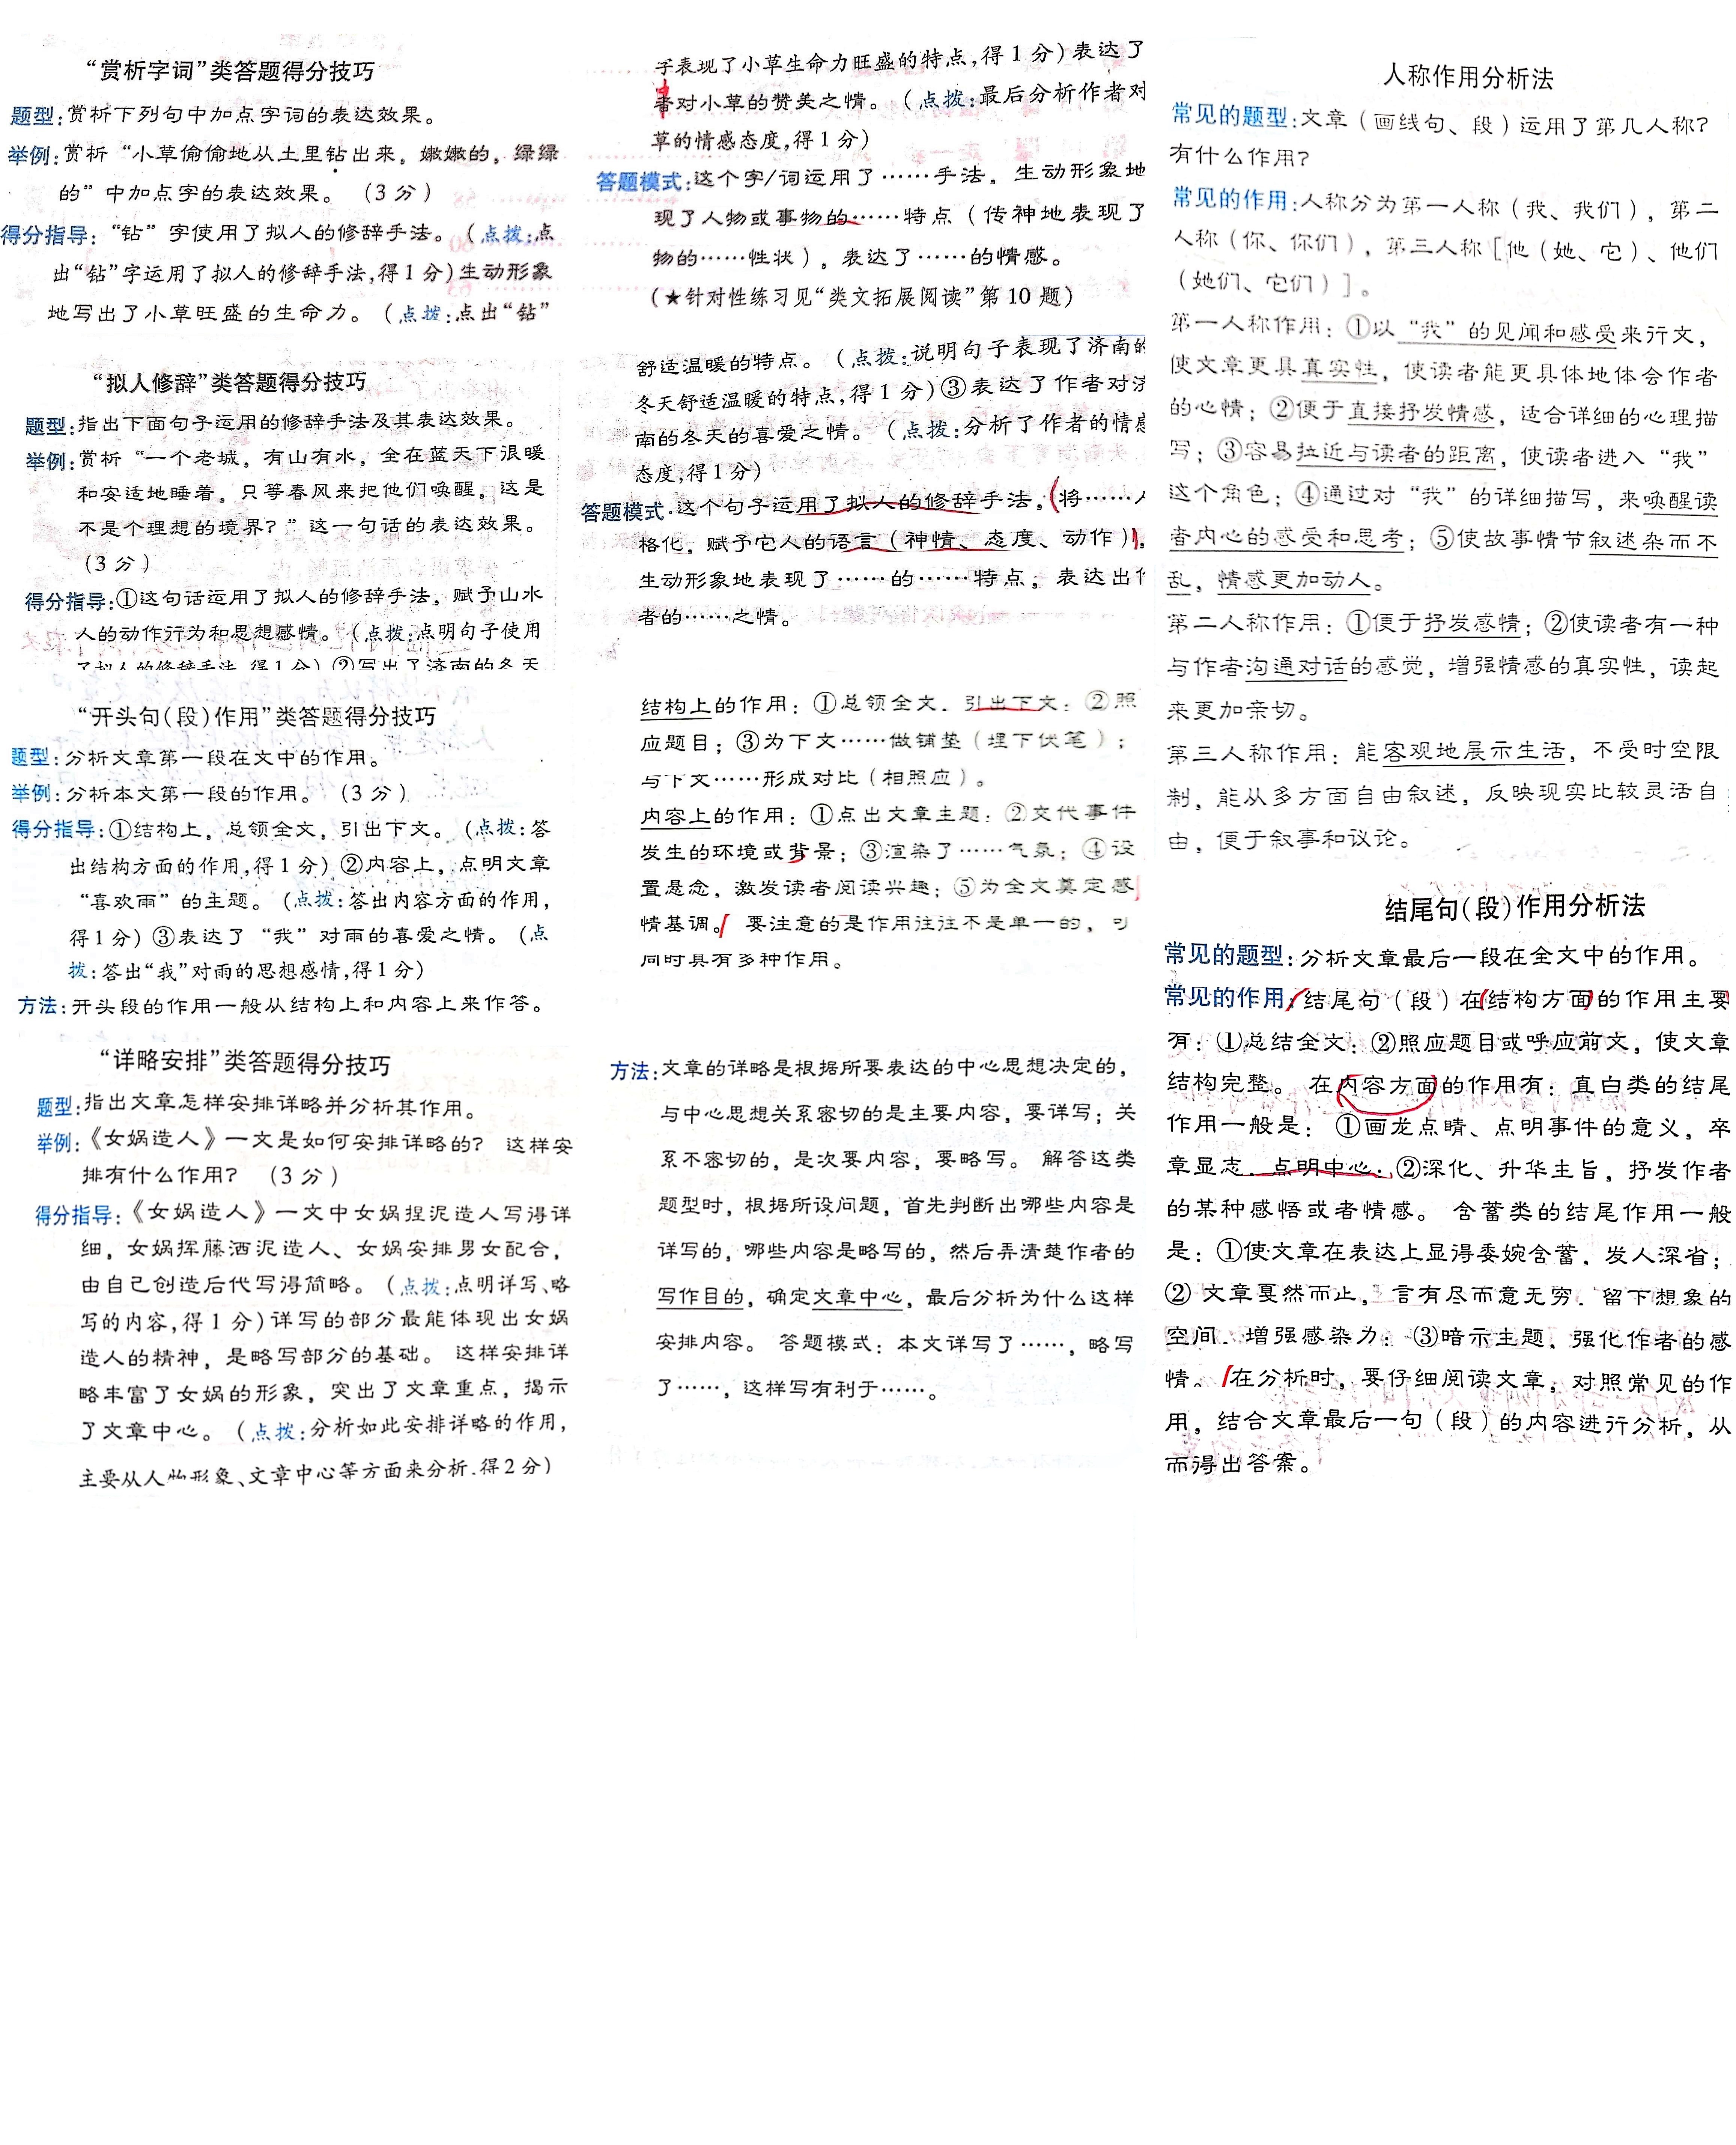 “赏析字词”类答题得分技巧
题型:赏析下列句中加点字词的表达效果。
举例:赏析“小草偷偷地从土里钻出来，嫩嫩的，绿绿
的”中加点字的表达效果。（3分）
得分指导:“钻”字使用了拟人的修辞手法。（点拨:点
出“钻”字运用了拟人的修辞手法,得1分)生动形象
地写出了小草旺盛的生命力。（点拨:点出“钻”
子表现了小草生命力旺盛的特点,得1分)表达了
者对小草的赞美之情。（点拨:最后分析作者对
草的情感态度,得1分)
答题模式:这个字/词运用了……手法，生动形象地
现了人物或事物的……特点（传神地表现了
物的……性状），表达了……的情感。
(★针对性练习见“类文拓展阅读”第10题)
“拟人修辞”类答题得分技巧
题型:指出下面句子运用的修辞手法及其表达效果。
举例:赏析“一个老城，有山有水，全在蓝天下很暖
和安适地睡着，只等春风来把他们唤醒，这是
不是个理想的境界？”这一句话的表达效果。
（3分）
得分指导:①这句话运用了拟人的修辞手法，赋予山水
人的动作行为和思想感情。（点拨:点明句子使用
了拟人的修辞手法,得1分)②写出了济南的冬天
舒适温暖的特点。（点拨:说明句子表现了济南的
冬天舒适温暖的特点,得1分)③表达了作者对济
南的冬天的喜爱之情。（点拨:分析了作者的情感
态度,得1分)
答题模式:这个句子运用了拟人的修辞手法，(将……人
格化，赋予它人的语言（神情、态度、动作），
生动形象地表现了……的……特点，表达出作
者的……之情。
“开头句(段)作用”类答题得分技巧
题型:分析文章第一段在文中的作用。
举例:分析本文第一段的作用。（3分）
得分指导:①结构上，总领全文，引出下文。（点拨:答
出结构方面的作用,得1分)②内容上，点明文章
“喜欢雨”的主题。（点拨:答出内容方面的作用,
得1分)③表达了“我”对雨的喜爱之情。（点
拨:答出“我”对雨的思想感情,得1分)
方法:开头段的作用一般从结构上和内容上来作答。
结构上的作用：①总领全文，引出下文；②照
应题目；③为下文……做铺垫（埋下伏笔）；
与下文……形成对比（相照应）。
内容上的作用：①点出文章主题；②交代事件
发生的环境或背景；③渲染了……气氛；④设
置悬念，激发读者阅读兴趣；⑤为全文奠定感
情基调。要注意的是作用往往不是单一的，可
同时具有多种作用。
“详略安排”类答题得分技巧
题型:指出文章怎样安排详略并分析其作用。
举例:《女娲造人》一文是如何安排详略的？这样安
排有什么作用？（3分）
得分指导:《女娲造人》一文中女娲捏泥造人写得详
细，女娲挥藤洒泥造人、女娲安排男女配合，
由自己创造后代写得简略。（点拨:点明详写、略
写的内容,得1分)详写的部分最能体现出女娲
造人的精神，是略写部分的基础。这样安排详
略丰富了女娲的形象，突出了文章重点，揭示
了文章中心。（点拨:分析如此安排详略的作用,
主要从人物形象、文章中心等方面来分析,得2分)
方法:文章的详略是根据所要表达的中心思想决定的，
与中心思想关系密切的是主要内容，要详写；关
系不密切的，是次要内容，要略写。解答这类
题型时，根据所设问题，首先判断出哪些内容是
详写的，哪些内容是略写的，然后弄清楚作者的
写作目的，确定文章中心，最后分析为什么这样
安排内容。答题模式：本文详写了……，略写
了……，这样写有利于……。
人称作用分析法
常见的题型:文章（画线句、段）运用了第几人称？
有什么作用？
常见的作用:人称分为第一人称（我、我们），第二
人称（你、你们），第三人称[他（她、它）、他们
（她们、它们）]。
第一人称作用：①以“我”的见闻和感受来行文，
使文章更具真实性，使读者能更具体地体会作者
的心情；②便于直接抒发情感，适合详细的心理描
写；③容易拉近与读者的距离，使读者进入“我”
这个角色；④通过对“我”的详细描写，来唤醒读
者内心的感受和思考；⑤使故事情节叙述杂而不
乱，情感更加动人。
第二人称作用：①便于抒发感情；②使读者有一种
与作者沟通对话的感觉，增强情感的真实性，读起
来更加亲切。
第三人称作用：能客观地展示生活，不受时空限
制，能从多方面自由叙述，反映现实比较灵活自
由，便于叙事和议论。
结尾句(段)作用分析法
常见的题型:分析文章最后一段在全文中的作用。
常见的作用:结尾句（段）在结构方面的作用主要
有：①总结全文；②照应题目或呼应前文，使文章
结构完整。在内容方面的作用有：直白类的结尾
作用一般是：①画龙点睛、点明事件的意义，卒
章显志，点明中心；②深化、升华主旨，抒发作者
的某种感悟或者情感。含蓄类的结尾作用一般
是：①使文章在表达上显得委婉含蓄，发人深省；
②文章戛然而止，言有尽而意无穷，留下想象的
空间，增强感染力；③暗示主题，强化作者的感
情。在分析时，要仔细阅读文章，对照常见的作
用，结合文章最后一句（段）的内容进行分析，从
而得出答案。